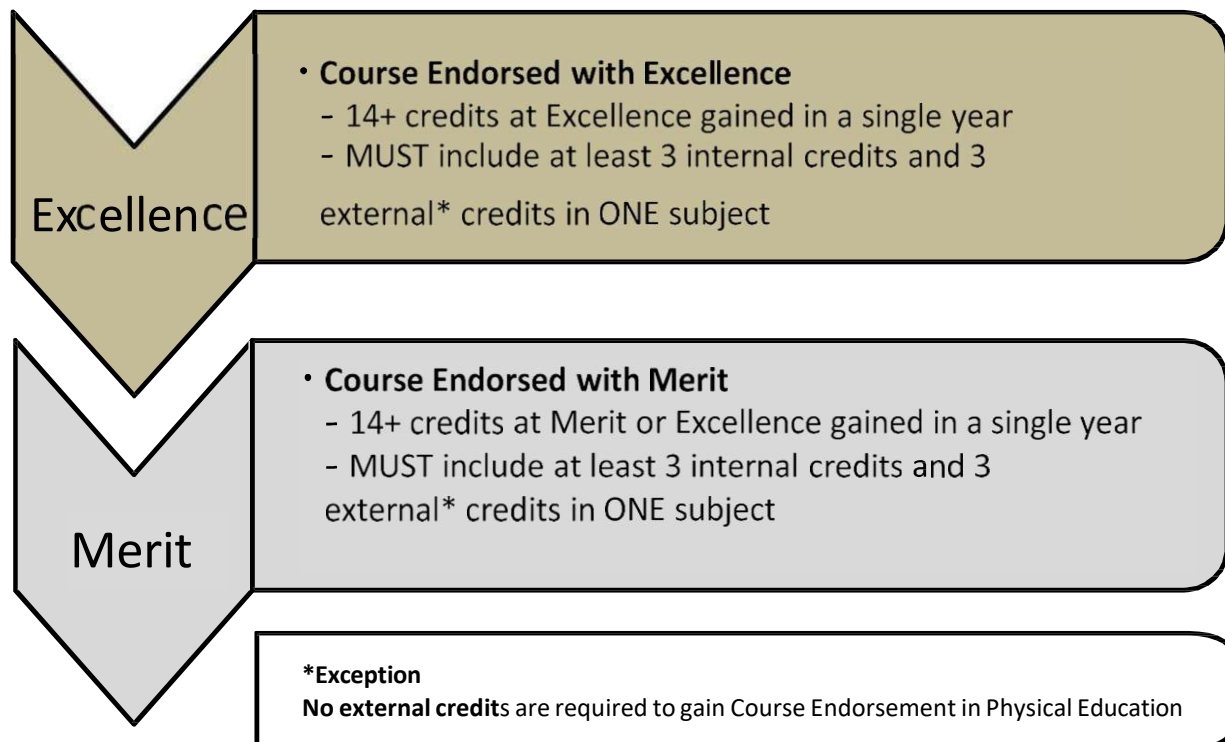 Excellence
· Course Endorsed with Excellence
- 14+ credits at Excellence gained in a single year
- MUST include at least 3 internal credits and 3
external* credits in ONE subject
Merit
· Course Endorsed with Merit
- 14+ credits at Merit or Excellence gained in a single year
- MUST include at least 3 internal credits and 3
external* credits in ONE subject
*Exception
No external credits are required to gain Course Endorsement in Physical Education